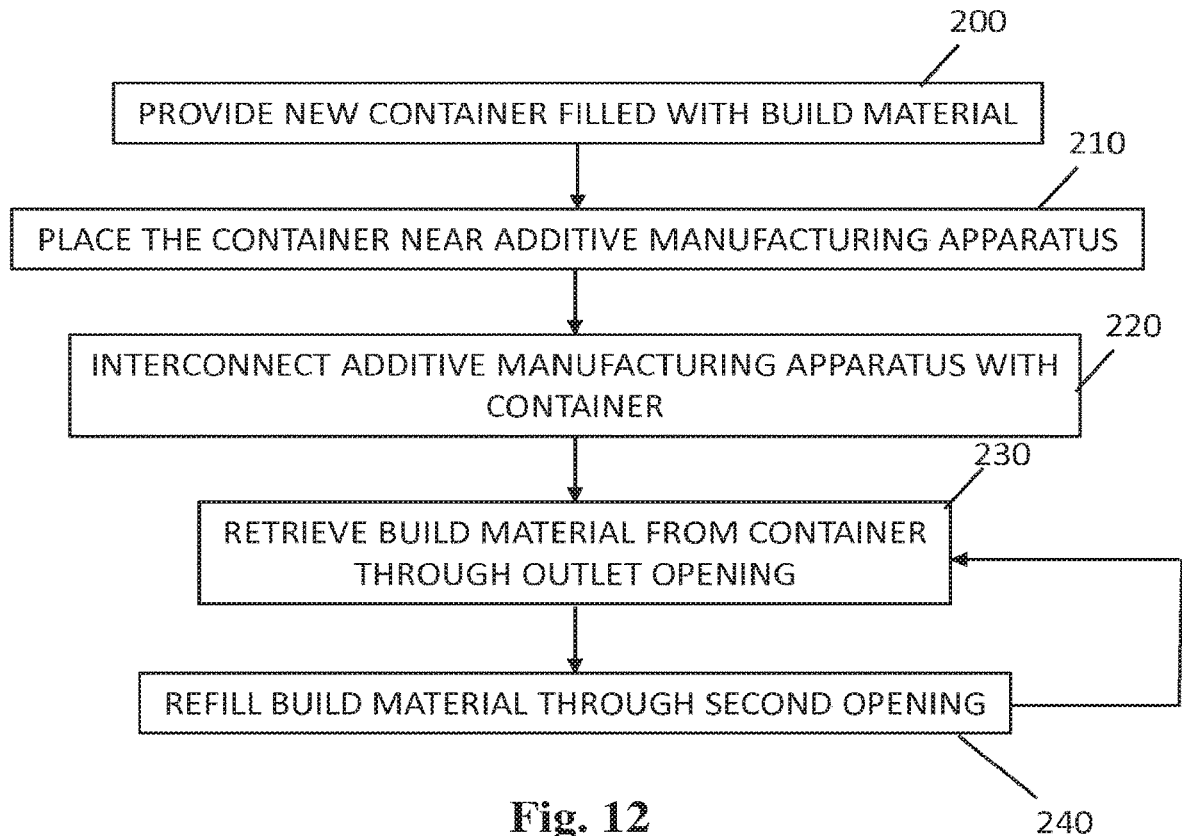 200
PROVIDE NEW CONTAINER FILLED WITH BUILD MATERIAL
210
PLACE THE CONTAINER NEAR ADDITIVE MANUFACTURING APPARATUS
220
INTERCONNECT ADDITIVE MANUFACTURING APPARATUS WITH
CONTAINER
230
RETRIEVE BUILD MATERIAL FROM CONTAINER
THROUGH OUTLET OPENING
REFILL BUILD MATERIAL THROUGH SECOND OPENING
240
Fig. 12